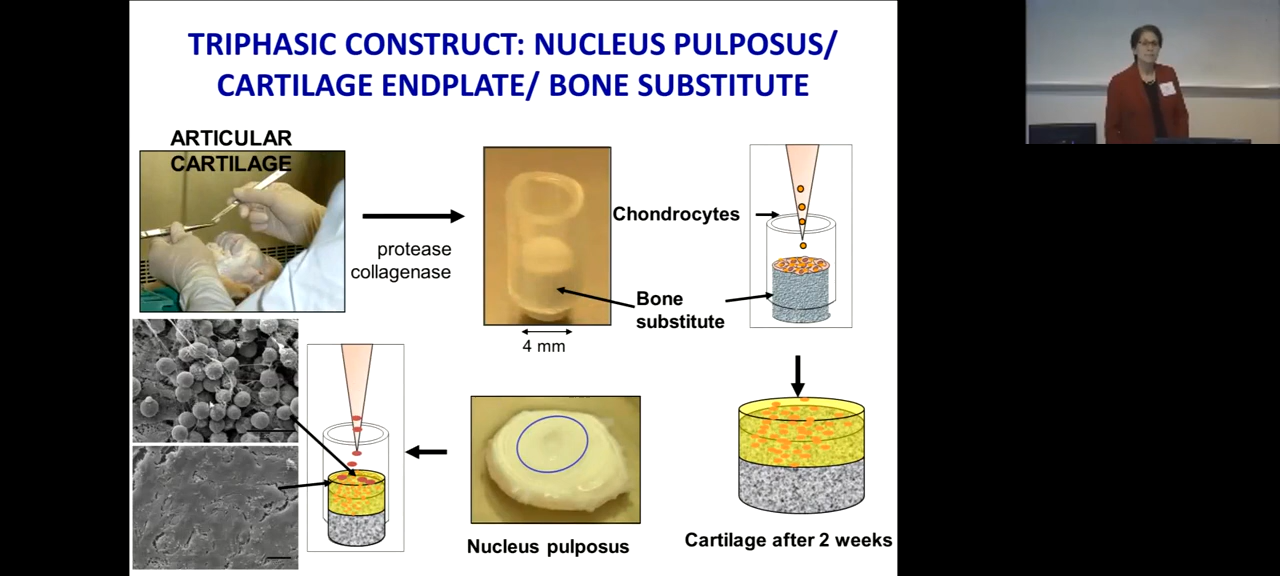 TRIPHASIC CONSTRUCT: NUCLEUS PULPOSUS/
CARTILAGE ENDPLATE/ BONE SUBSTITUTE
ARTICULAR
CARTILAGE
protease
collagenase
Chondrocytes
Bone
substitute
4 mm
Nucleus pulposus
Cartilage after 2 weeks